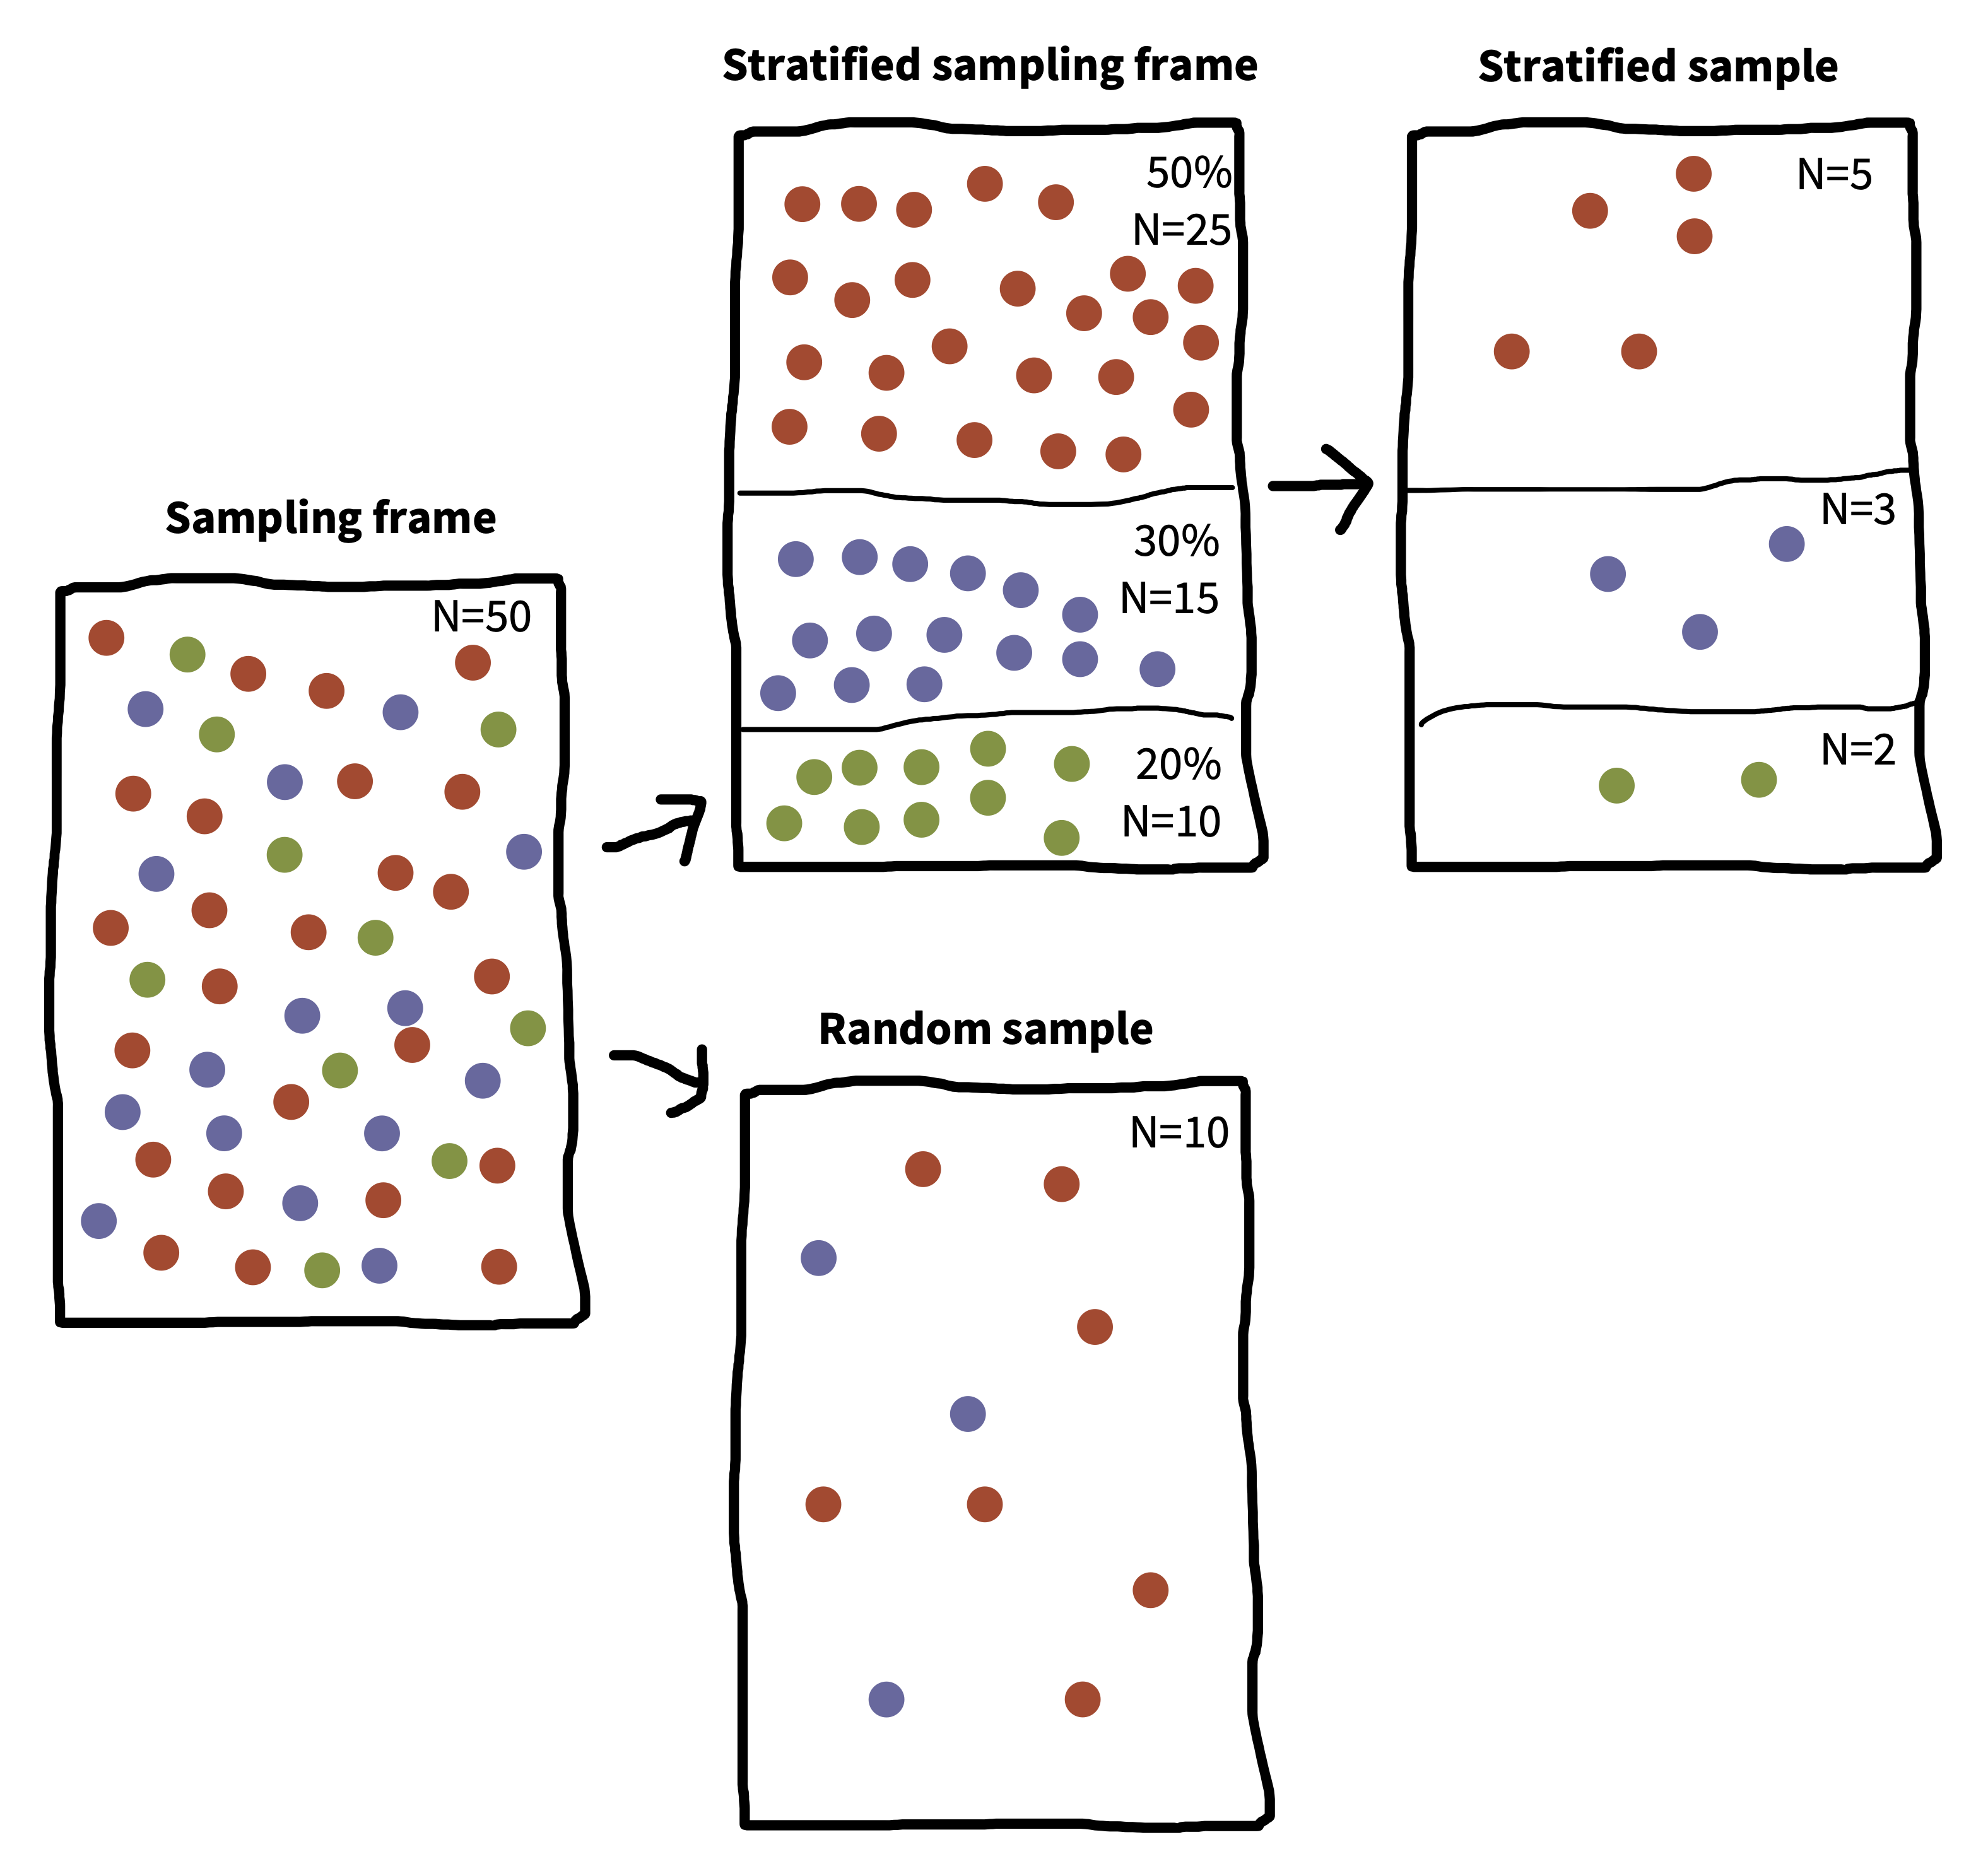 Sampling frame
N=50
Stratified sampling frame
50%
N=25
30%
N=15
20%
N=10
Stratified sample
N=5
N=3
N=2
Random sample
N=10